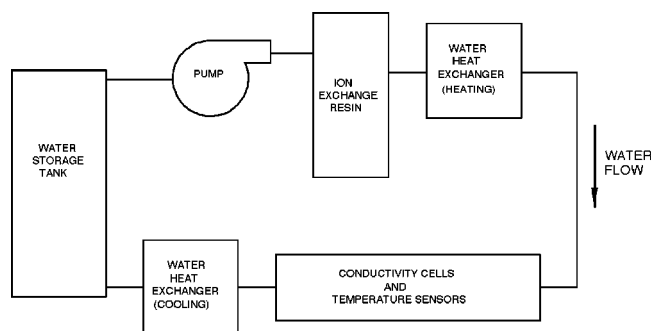 PUMP
ION
EXCHANGE
RESIN
WATER
HEAT
EXCHANGER
(HEATING)
WATER
STORAGE
TANK
WATER
FLOW
WATER
HEAT
EXCHANGER
(COOLING)
CONDUCTIVITY CELLS
AND
TEMPERATURE SENSORS